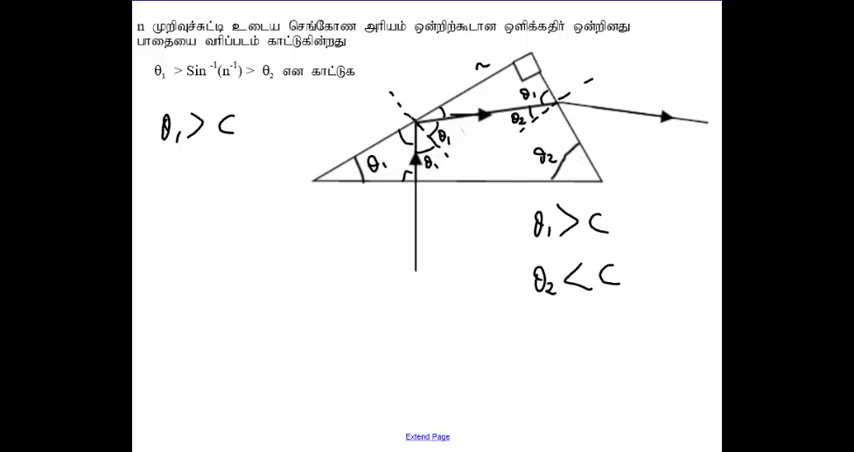 n முறிவுச்சுட்டி உடைய செங்கோண அரியம் ஒன்றிற்கூடான ஒளிக்கதிர் ஒன்றினது
பாதையை வரிப்படம் காட்டுகின்றது
θ₁ > Sin⁻¹(n⁻¹) > θ₂ என காட்டுக
θ₁ > C
n
θ₁
θ₂
θ₁
θ₁
θ₁
θ₂
θ₁ > C
θ₂ < C
Extend Page